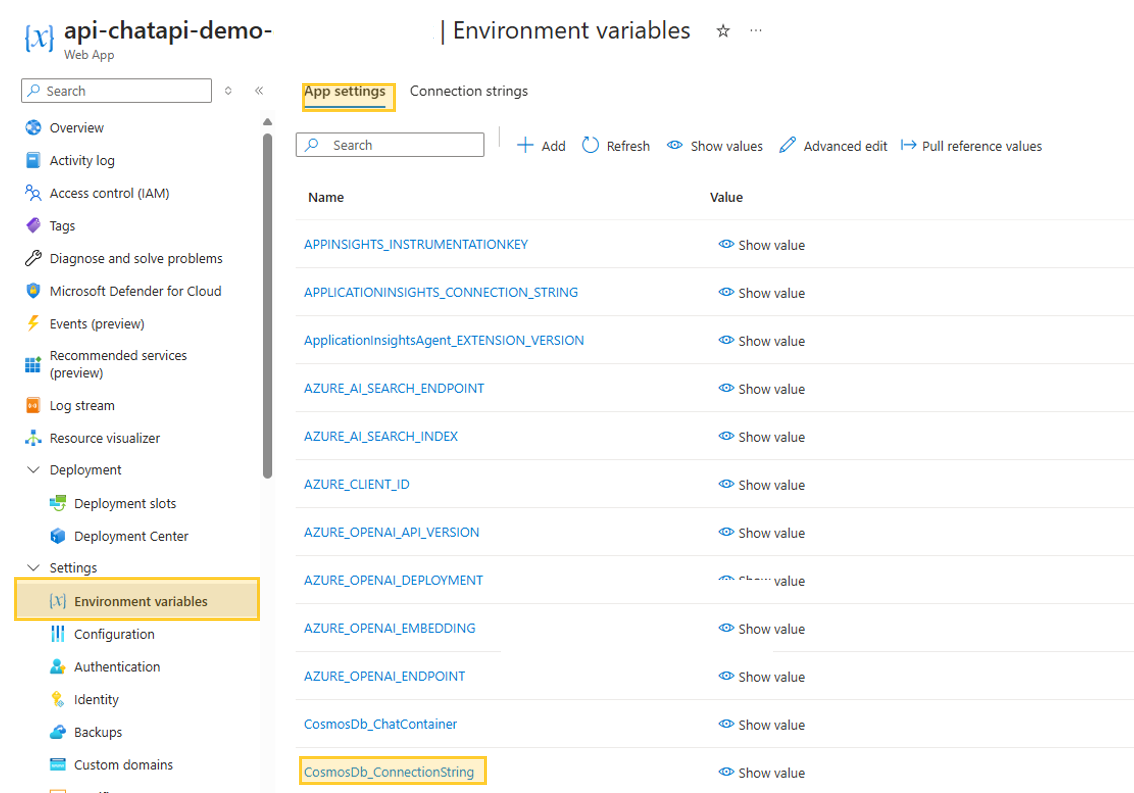 api-chatapi-demo- | Environment variables
Web App
Search
Overview
Activity log
Access control (IAM)
Tags
Diagnose and solve problems
Microsoft Defender for Cloud
Events (preview)
Recommended services
(preview)
Log stream
Resource visualizer
Deployment
Deployment slots
Deployment Center
Settings
Environment variables
Configuration
Authentication
Identity
Backups
Custom domains
App settings Connection strings
Search Add Refresh Show values Advanced edit Pull reference values
Name Value
APPINSIGHTS_INSTRUMENTATIONKEY Show value
APPLICATIONINSIGHTS_CONNECTION_STRING Show value
ApplicationInsightsAgent_EXTENSION_VERSION Show value
AZURE_AI_SEARCH_ENDPOINT Show value
AZURE_AI_SEARCH_INDEX Show value
AZURE_CLIENT_ID Show value
AZURE_OPENAI_API_VERSION Show value
AZURE_OPENAI_DEPLOYMENT Show value
AZURE_OPENAI_EMBEDDING Show value
AZURE_OPENAI_ENDPOINT Show value
CosmosDb_ChatContainer Show value
CosmosDb_ConnectionString Show value